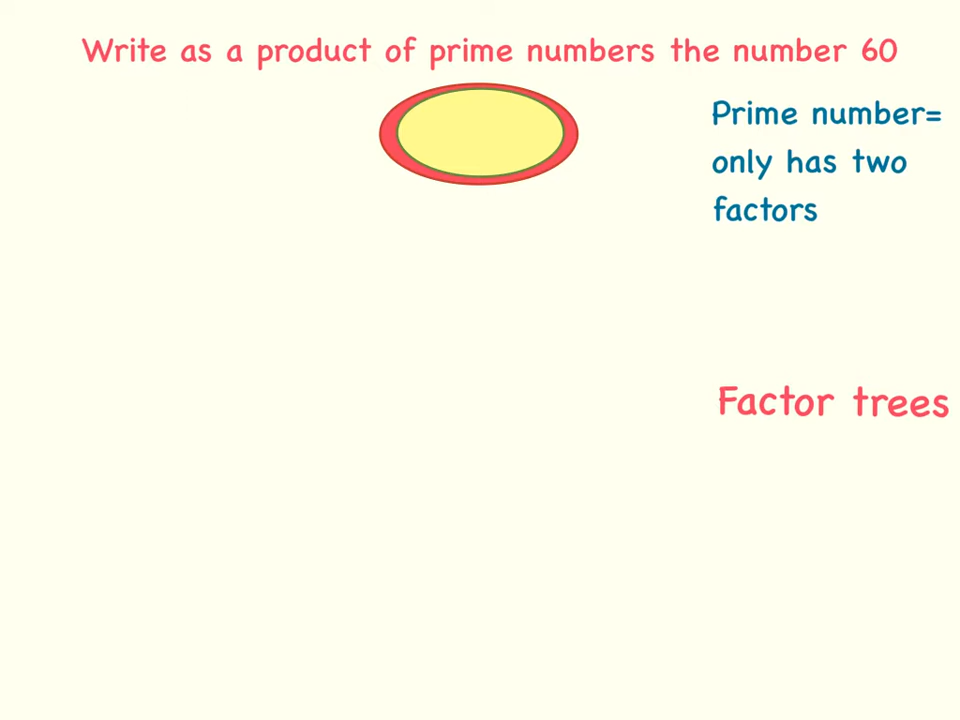 Write as a product of prime numbers the number 60
Prime number=
only has two
factors
Factor trees